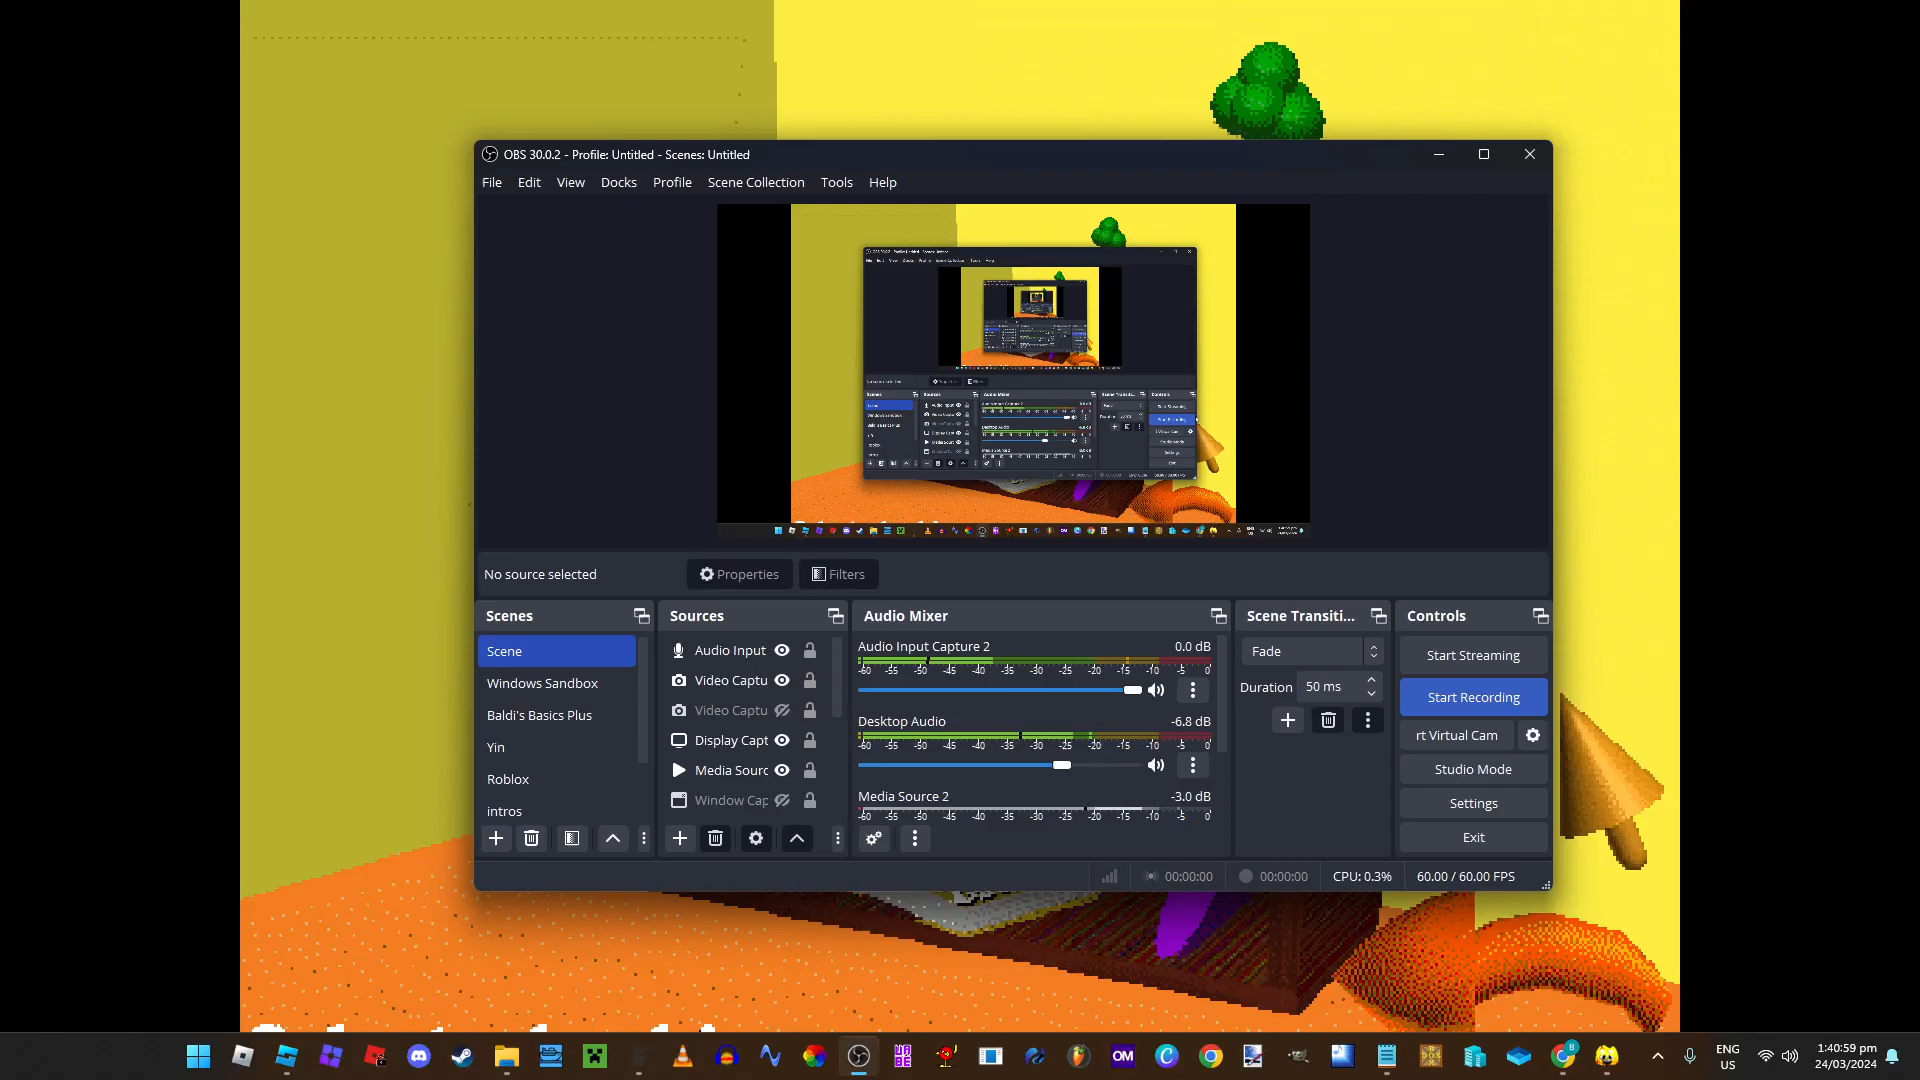 OBS 30.0.2 - Profile: Untitled - Scenes: Untitled
File Edit View Docks Profile Scene Collection Tools Help
No source selected Properties Filters
Scenes
Scene
Windows Sandbox
Baldi's Basics Plus
Yin
Roblox
intros
Sources
Audio Input
Video Captu
Video Captu
Display Capt
Media Sourc
Window Cap
Audio Mixer
Audio Input Capture 2 0.0 dB
-60 -55 -50 -45 -40 -35 -30 -25 -20 -15 -10 -5 0
Desktop Audio -6.8 dB
-60 -55 -50 -45 -40 -35 -30 -25 -20 -15 -10 -5 0
Media Source 2 -3.0 dB
-60 -55 -50 -45 -40 -35 -30 -25 -20 -15 -10 -5 0
Scene Transiti...
Fade
Duration 50 ms
Controls
Start Streaming
Start Recording
rt Virtual Cam
Studio Mode
Settings
Exit
00:00:00 00:00:00 CPU: 0.3% 60.00 / 60.00 FPS
OM
ENG
US
1:40:59 pm
24/03/2024